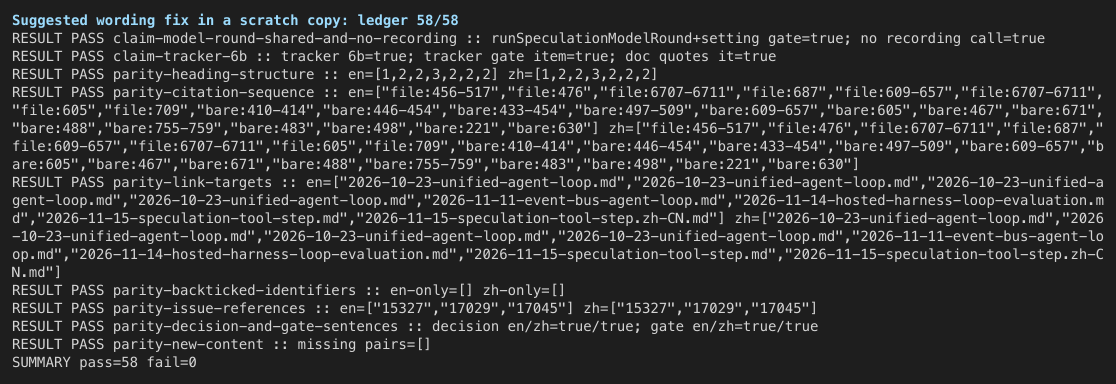 Suggested wording fix in a scratch copy: ledger 58/58
RESULT PASS claim-model-round-shared-and-no-recording :: runSpeculationModelRound+setting gate=true; no recording call=true
RESULT PASS claim-tracker-6b :: tracker 6b=true; tracker gate item=true; doc quotes it=true
RESULT PASS parity-heading-structure :: en=[1,2,2,3,2,2,2] zh=[1,2,2,3,2,2,2]
RESULT PASS parity-citation-sequence :: en=["file:456-517","file:476","file:6707-6711","file:687","file:609-657","file:6707-6711",
"file:605","file:709","bare:410-414","bare:446-454","bare:433-454","bare:497-509","bare:609-657","bare:605","bare:467","bare:671",
"bare:488","bare:755-759","bare:483","bare:498","bare:221","bare:630"] zh=["file:456-517","file:476","file:6707-6711","file:687","
file:609-657","file:6707-6711","file:605","file:709","bare:410-414","bare:446-454","bare:433-454","bare:497-509","bare:609-657","b
are:605","bare:467","bare:671","bare:488","bare:755-759","bare:483","bare:498","bare:221","bare:630"]
RESULT PASS parity-link-targets :: en=["2026-10-23-unified-agent-loop.md","2026-10-23-unified-agent-loop.md","2026-10-23-unified-a
gent-loop.md","2026-10-23-unified-agent-loop.md","2026-11-11-event-bus-agent-loop.md","2026-11-14-hosted-harness-loop-evaluation.m
d","2026-11-15-speculation-tool-step.md","2026-11-15-speculation-tool-step.zh-CN.md"] zh=["2026-10-23-unified-agent-loop.md","2026
-10-23-unified-agent-loop.md","2026-10-23-unified-agent-loop.md","2026-10-23-unified-agent-loop.md","2026-11-11-event-bus-agent-lo
op.md","2026-11-14-hosted-harness-loop-evaluation.md","2026-11-15-speculation-tool-step.md","2026-11-15-speculation-tool-step.zh-C
N.md"]
RESULT PASS parity-backticked-identifiers :: en-only=[] zh-only=[]
RESULT PASS parity-issue-references :: en=["15327","17029","17045"] zh=["15327","17029","17045"]
RESULT PASS parity-decision-and-gate-sentences :: decision en/zh=true/true; gate en/zh=true/true
RESULT PASS parity-new-content :: missing pairs=[]
SUMMARY pass=58 fail=0